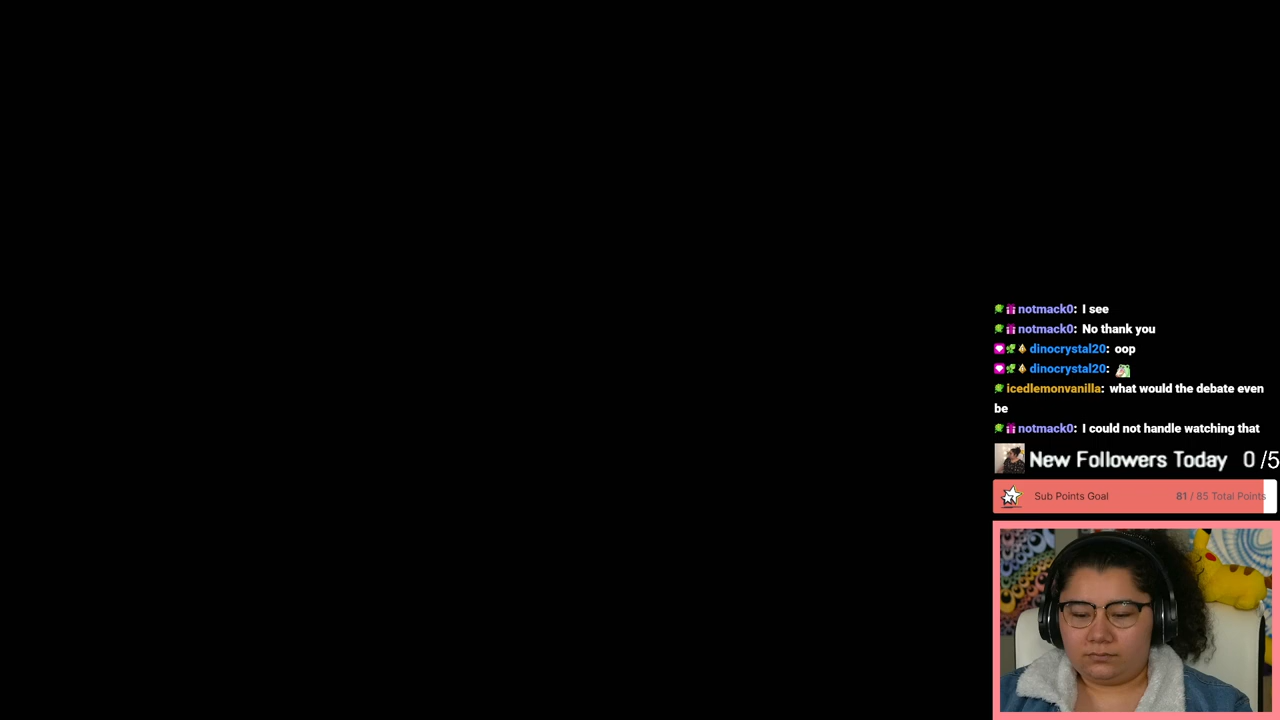 notmack0: I see
notmack0: No thank you
dinocrystal20: oop
dinocrystal20:
icedlemonvanilla: what would the debate even
be
notmack0: I could not handle watching that
New Followers Today 0 /5
Sub Points Goal 81 / 85 Total Points